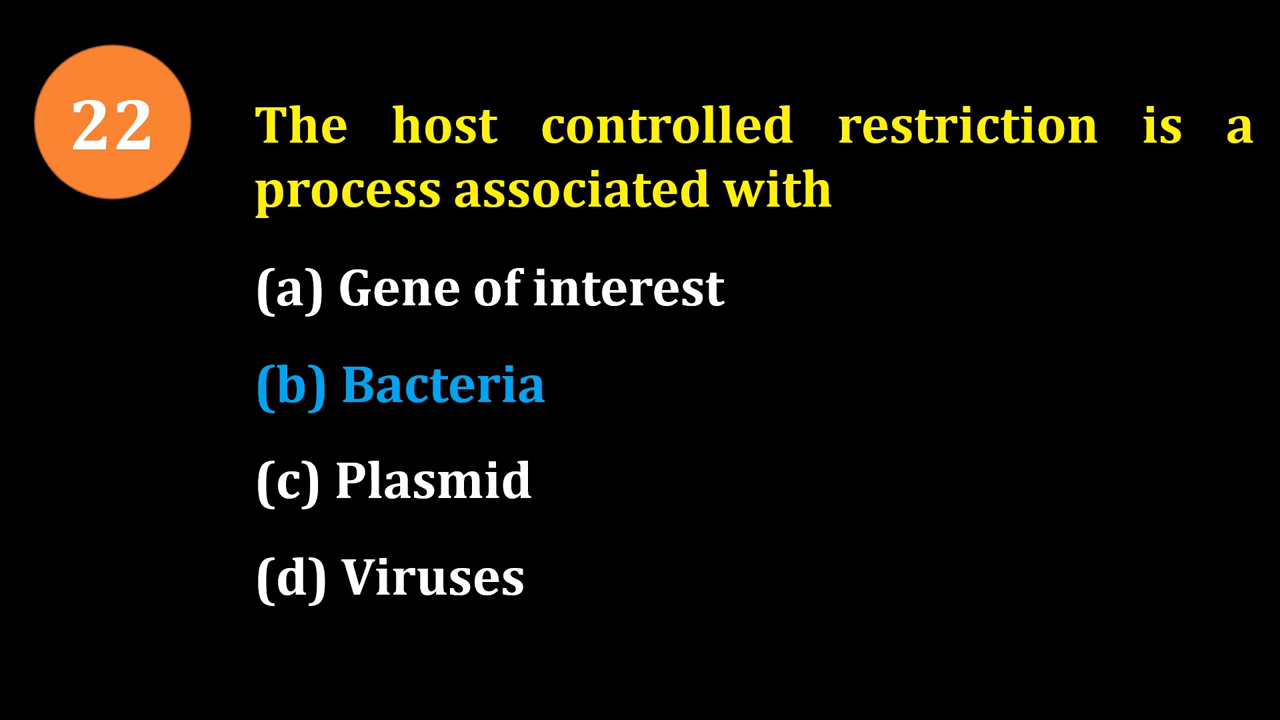 22
The host controlled restriction is a
process associated with
(a) Gene of interest
(b) Bacteria
(c) Plasmid
(d) Viruses